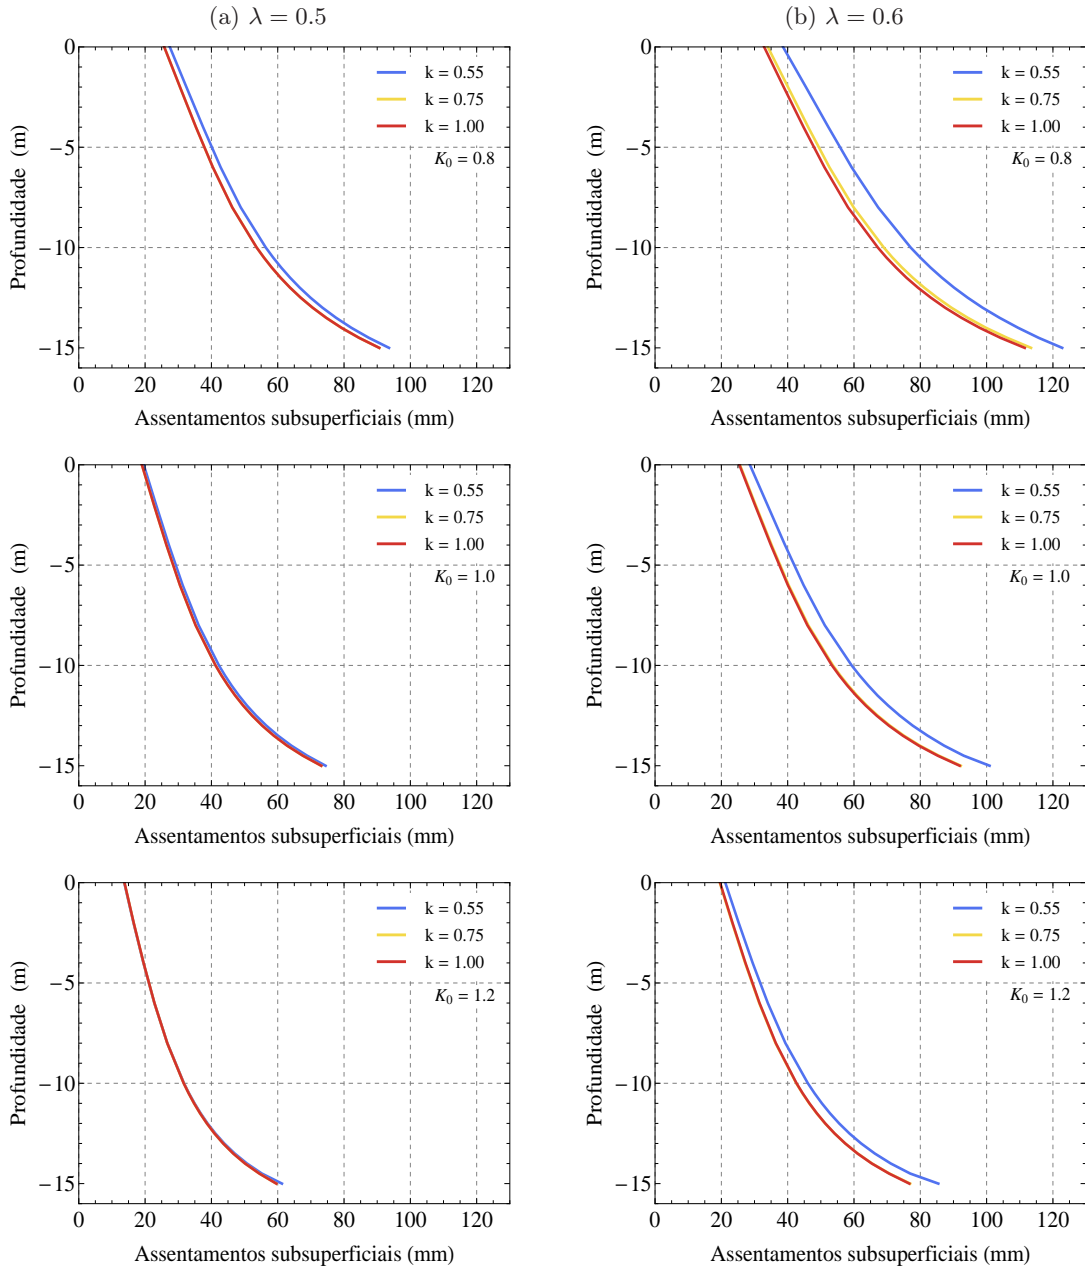 (a) λ = 0.5
0
−5
−10
−15
Profundidade (m)
k = 0.55
k = 0.75
k = 1.00
K₀ = 0.8
0 20 40 60 80 100 120
Assentamentos subsuperficiais (mm)
(b) λ = 0.6
0
−5
−10
−15
Profundidade (m)
k = 0.55
k = 0.75
k = 1.00
K₀ = 0.8
0 20 40 60 80 100 120
Assentamentos subsuperficiais (mm)
0
−5
−10
−15
Profundidade (m)
k = 0.55
k = 0.75
k = 1.00
K₀ = 1.0
0 20 40 60 80 100 120
Assentamentos subsuperficiais (mm)
0
−5
−10
−15
Profundidade (m)
k = 0.55
k = 0.75
k = 1.00
K₀ = 1.0
0 20 40 60 80 100 120
Assentamentos subsuperficiais (mm)
0
−5
−10
−15
Profundidade (m)
k = 0.55
k = 0.75
k = 1.00
K₀ = 1.2
0 20 40 60 80 100 120
Assentamentos subsuperficiais (mm)
0
−5
−10
−15
Profundidade (m)
k = 0.55
k = 0.75
k = 1.00
K₀ = 1.2
0 20 40 60 80 100 120
Assentamentos subsuperficiais (mm)